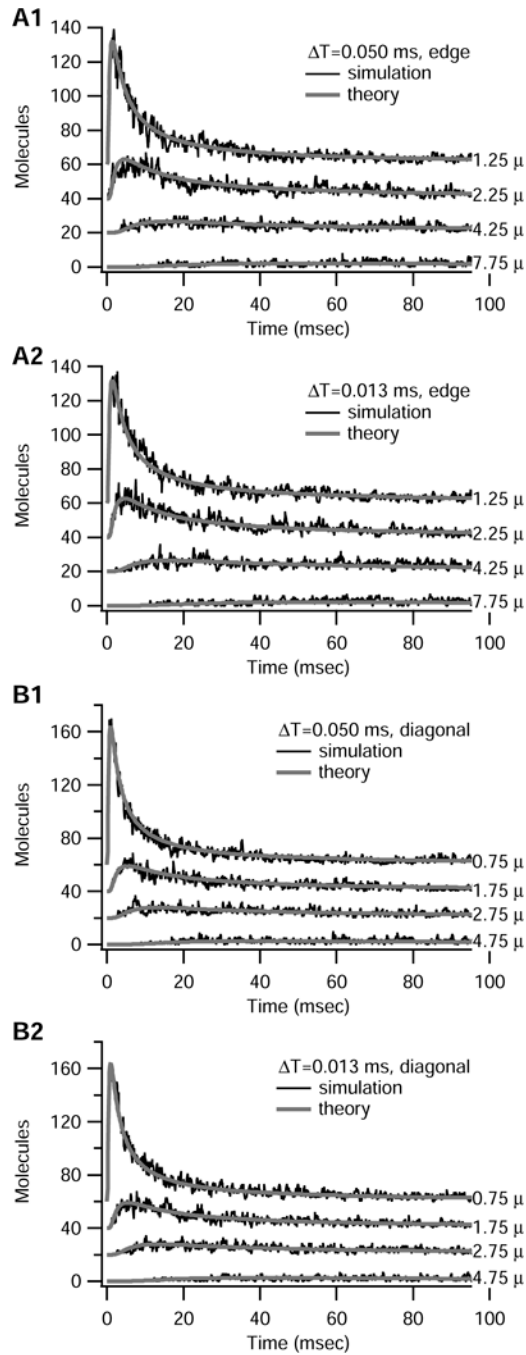 A1
140
120
100
80
60
40
20
0
Molecules
ΔT=0.050 ms, edge
simulation
theory
1.25 μ
2.25 μ
4.25 μ
7.75 μ
0 20 40 60 80 100
Time (msec)
A2
140
120
100
80
60
40
20
0
Molecules
ΔT=0.013 ms, edge
simulation
theory
1.25 μ
2.25 μ
4.25 μ
7.75 μ
0 20 40 60 80 100
Time (msec)
B1
160
120
80
40
0
Molecules
ΔT=0.050 ms, diagonal
simulation
theory
0.75 μ
1.75 μ
2.75 μ
4.75 μ
0 20 40 60 80 100
Time (msec)
B2
160
120
80
40
0
Molecules
ΔT=0.013 ms, diagonal
simulation
theory
0.75 μ
1.75 μ
2.75 μ
4.75 μ
0 20 40 60 80 100
Time (msec)